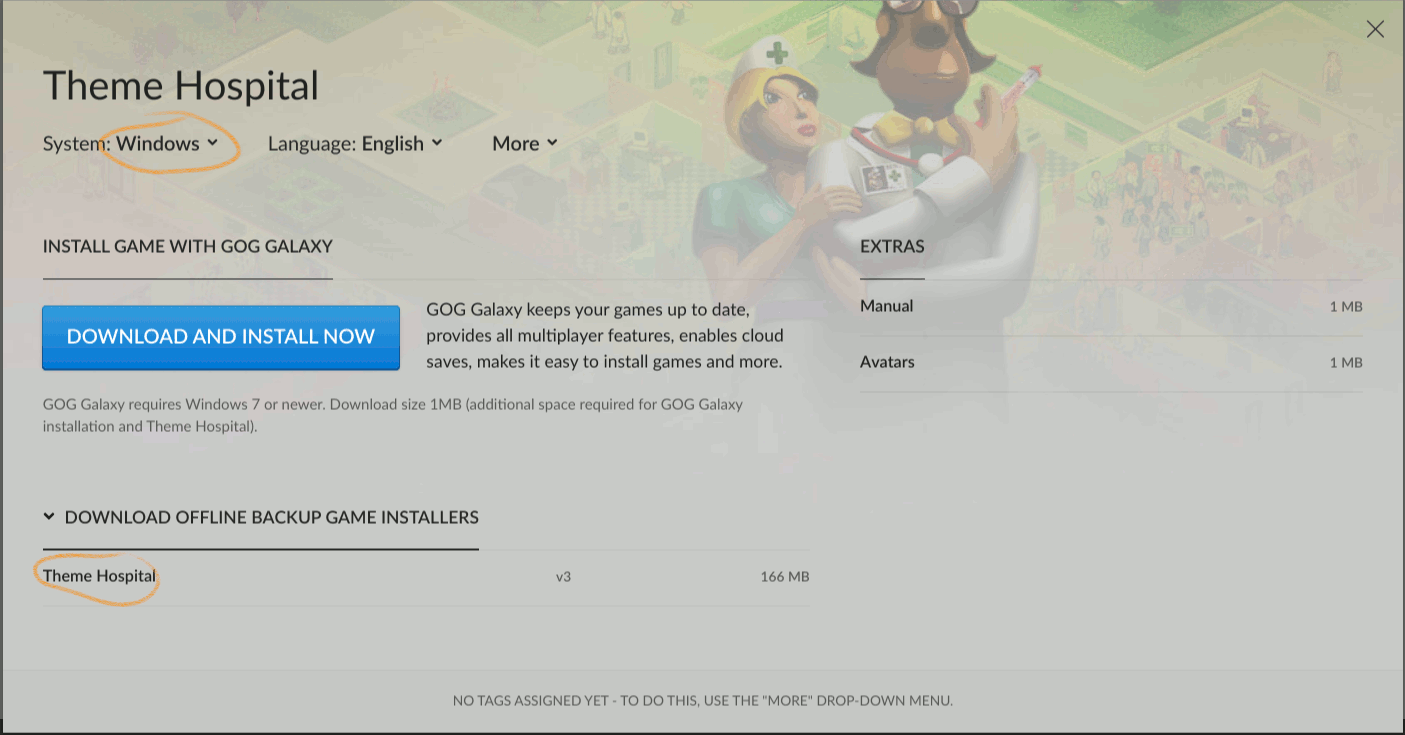 Theme Hospital
System: Windows Language: English More
INSTALL GAME WITH GOG GALAXY
DOWNLOAD AND INSTALL NOW
GOG Galaxy keeps your games up to date,
provides all multiplayer features, enables cloud
saves, makes it easy to install games and more.
GOG Galaxy requires Windows 7 or newer. Download size 1MB (additional space required for GOG Galaxy
installation and Theme Hospital).
EXTRAS
Manual 1 MB
Avatars 1 MB
DOWNLOAD OFFLINE BACKUP GAME INSTALLERS
Theme Hospital v3 166 MB
NO TAGS ASSIGNED YET - TO DO THIS, USE THE "MORE" DROP-DOWN MENU.